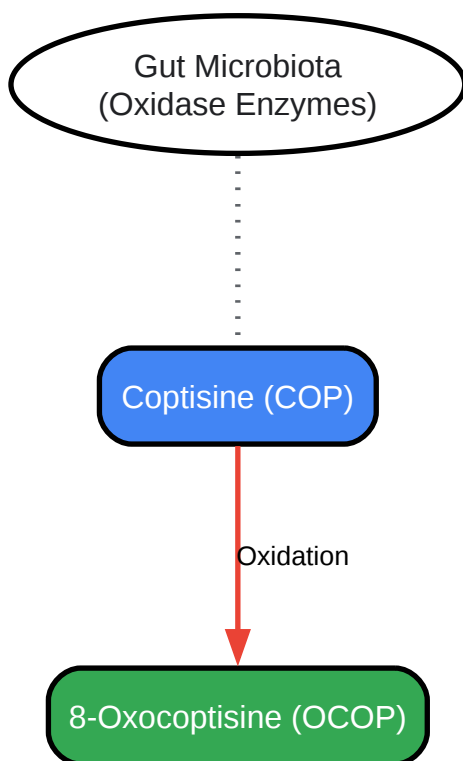 Gut Microbiota
(Oxidase Enzymes)
Coptisine (COP)
Oxidation
8-Oxocoptisine (OCOP)